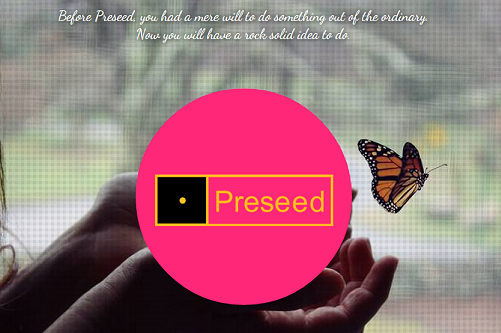 Before Preseed, you had a mere will to do something out of the ordinary.
Now you will have a rock solid idea to do
Preseed